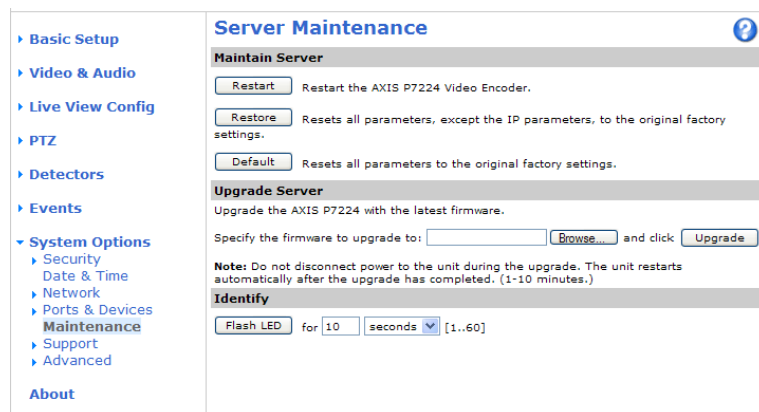 Basic Setup
Video & Audio
Live View Config
PTZ
Detectors
Events
System Options
Security
Date & Time
Network
Ports & Devices
Maintenance
Support
Advanced
About
Server Maintenance
?
Maintain Server
Restart Restart the AXIS P7224 Video Encoder.
Restore Resets all parameters, except the IP parameters, to the original factory
settings.
Default Resets all parameters to the original factory settings.
Upgrade Server
Upgrade the AXIS P7224 with the latest firmware.
Specify the firmware to upgrade to: Browse... and click Upgrade
Note: Do not disconnect power to the unit during the upgrade. The unit restarts
automatically after the upgrade has completed. (1-10 minutes.)
Identify
Flash LED for 10 seconds [1..60]